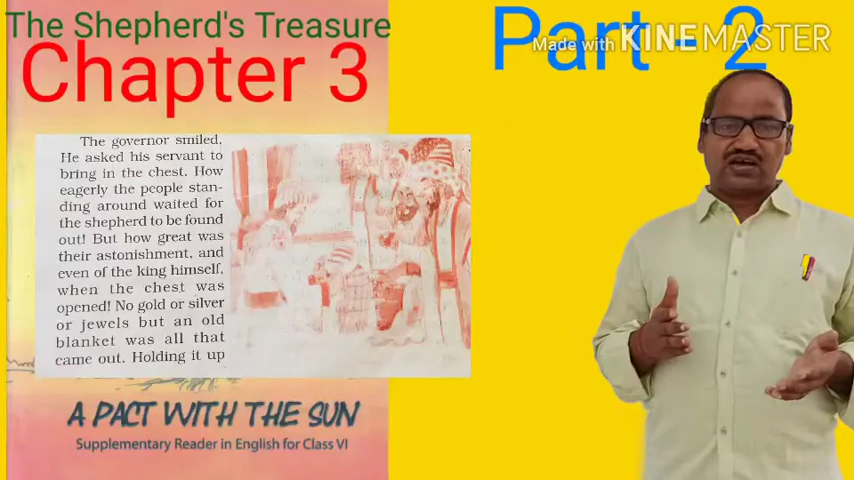 The Shepherd's Treasure
Chapter 3
Part - 2
Made with KINEMASTER
The governor smiled.
He asked his servant to
bring in the chest. How
eagerly the people stan-
ding around waited for
the shepherd to be found
out! But how great was
their astonishment, and
even of the king himself,
when the chest was
opened! No gold or silver
or jewels but an old
blanket was all that
came out. Holding it up
A PACT WITH THE SUN
Supplementary Reader in English for Class VI